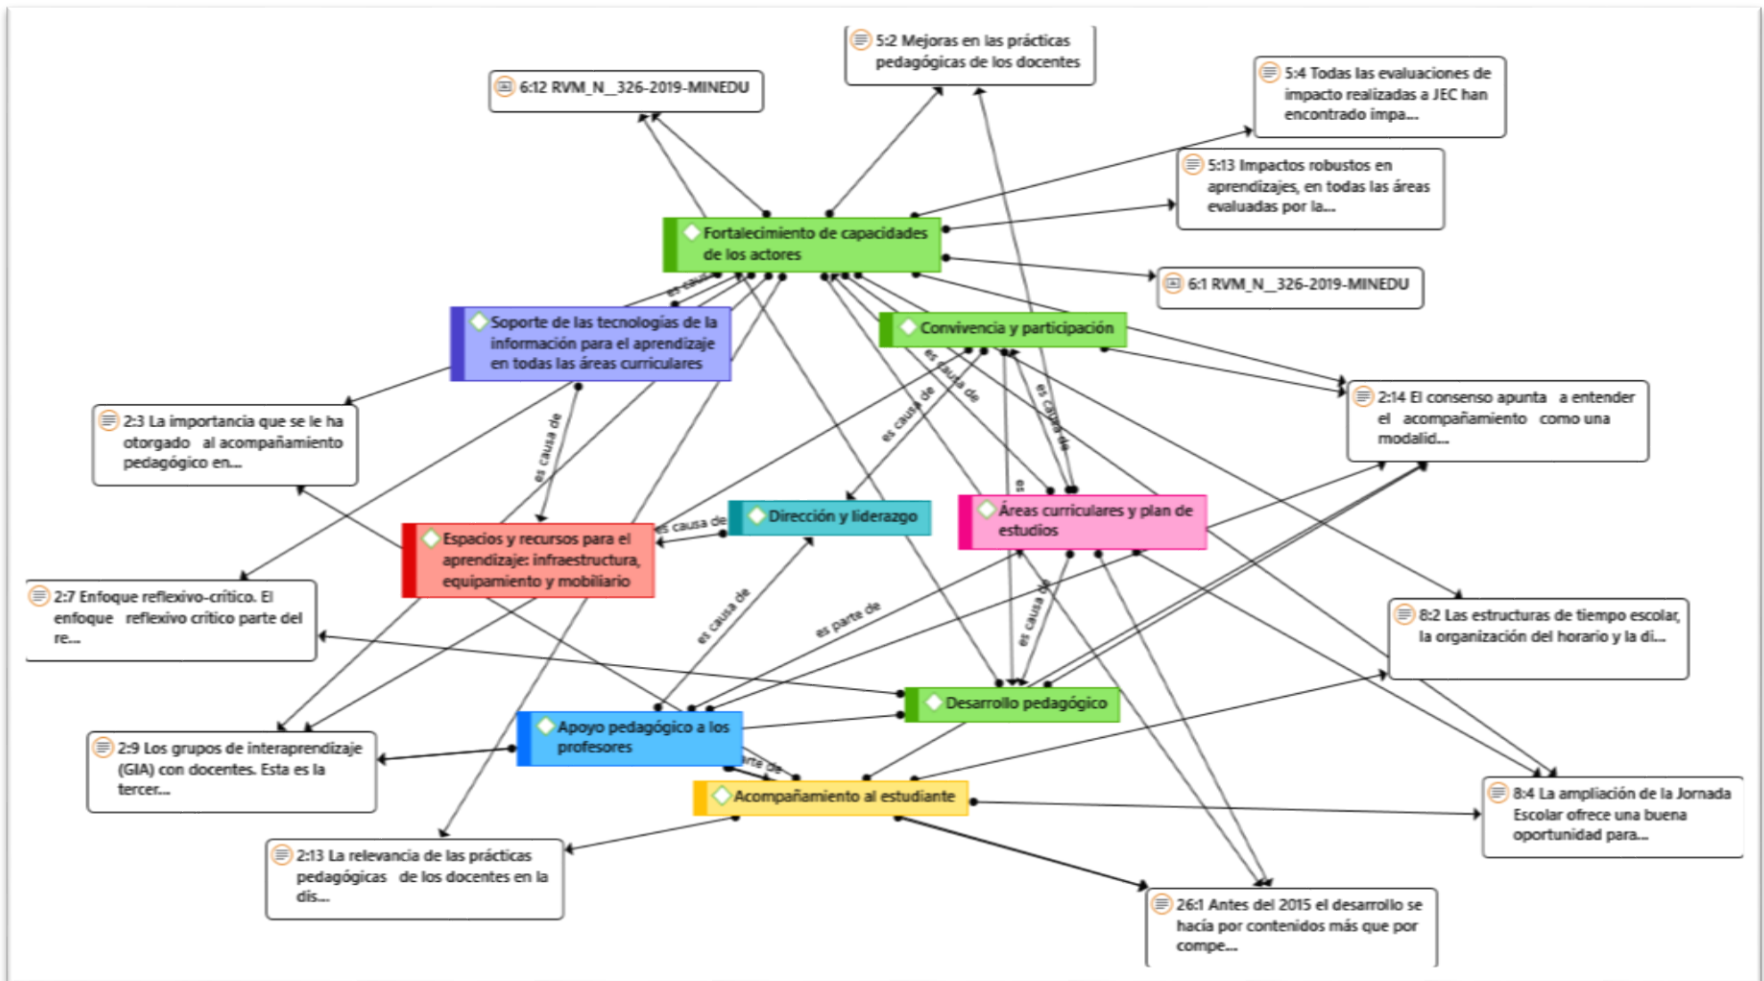 5:2 Mejoras en las prácticas
pedagógicas de los docentes
6:12 RVM_N__326-2019-MINEDU
5:4 Todas las evaluaciones de
impacto realizadas a JEC han
encontrado impa...
5:13 Impactos robustos en
aprendizajes, en todas las áreas
evaluadas por la...
Fortalecimiento de capacidades
de los actores
6:1 RVM_N__326-2019-MINEDU
es caus
Soporte de las tecnologías de la
información para el aprendizaje
en todas las áreas curriculares
Convivencia y participación
es causa de
es causa de
es causa de
2:14 El consenso apunta a entender
el acompañamiento como una
modalid...
2:3 La importancia que se le ha
otorgado al acompañamiento
pedagógico en...
es causa de
es
Dirección y liderazgo
es causa de
Áreas curriculares y plan de
estudios
Espacios y recursos para el
aprendizaje: infraestructura,
equipamiento y mobiliario
2:7 Enfoque reflexivo-crítico. El
enfoque reflexivo crítico parte del
re...
es causa de
es parte de
es causa de
8:2 Las estructuras de tiempo escolar,
la organización del horario y la di...
Desarrollo pedagógico
Apoyo pedagógico a los
profesores
arte de
2:9 Los grupos de interaprendizaje
(GIA) con docentes. Esta es la
tercer...
Acompañamiento al estudiante
8:4 La ampliación de la Jornada
Escolar ofrece una buena
oportunidad para...
2:13 La relevancia de las prácticas
pedagógicas de los docentes en la
dis...
26:1 Antes del 2015 el desarrollo se
hacía por contenidos más que por
compe...